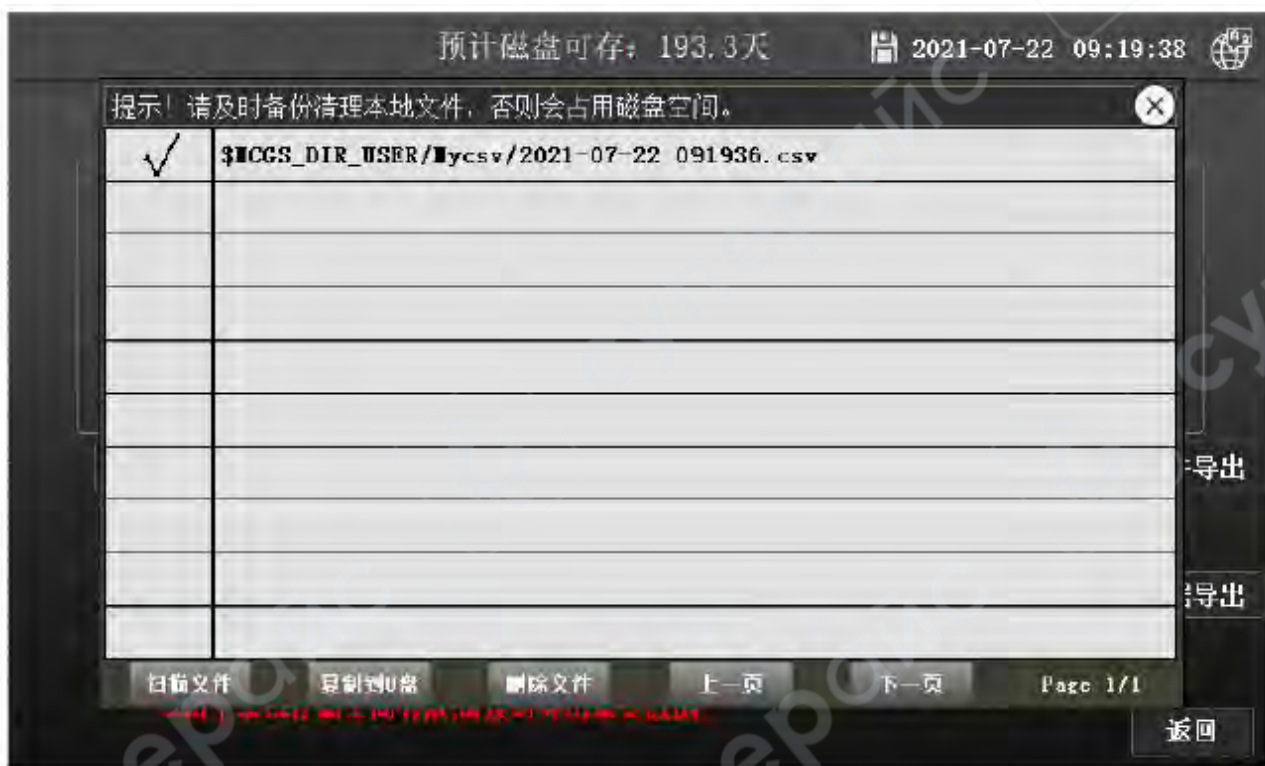 预计磁盘可存: 193.3天
2021-07-22 09:19:38
提示! 请及时备份清理本地文件, 否则会占用磁盘空间。
$MCGS_DIR_USER/Mycsv/2021-07-22 091936.csv
导出
导出
扫描文件 复制到U盘 删除文件 上一页 下一页 Page 1/1
返回